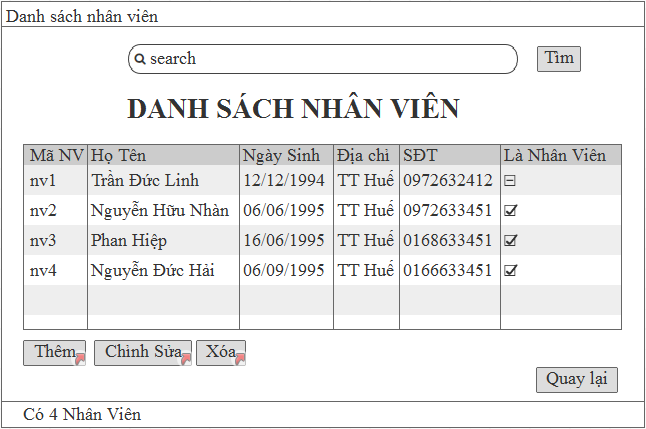 Danh sách nhân viên
search
Tìm
DANH SÁCH NHÂN VIÊN
Mã NV Họ Tên Ngày Sinh Địa chỉ SĐT Là Nhân Viên
nv1 Trần Đức Linh 12/12/1994 TT Huế 0972632412
nv2 Nguyễn Hữu Nhàn 06/06/1995 TT Huế 0972633451
nv3 Phan Hiệp 16/06/1995 TT Huế 0168633451
nv4 Nguyễn Đức Hải 06/09/1995 TT Huế 0166633451
Thêm Chỉnh Sửa Xóa
Quay lại
Có 4 Nhân Viên